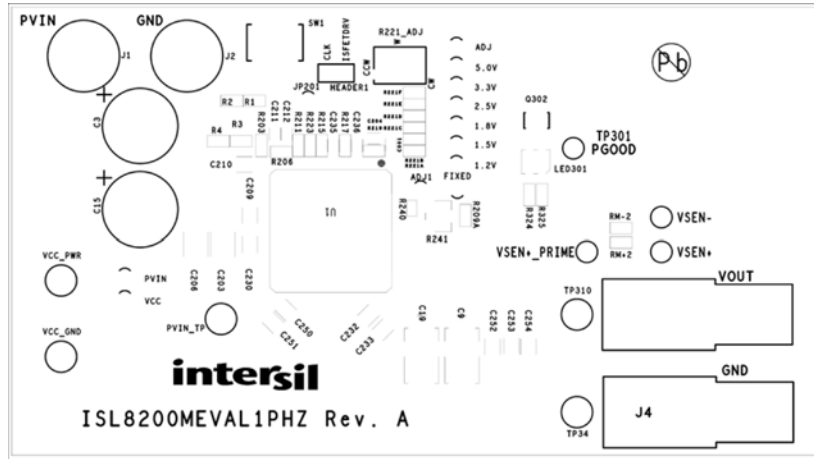 PVIN GND
J1 J2
SW1
CLK
ISFETDRV
JP201 HEADER1
R221_ADJ
CCW
CW
ADJ
5.0V
3.3V
2.5V
1.8V
1.5V
1.2V
ADJ1 FIXED
Pb
Q302
TP301
PGOOD
LED301
R324
R325
+
C3
+
C15
R2 R1
R4 R3
R203
C211
C212
R211
R223
R215
C235
R217
C236
C210
R206
C209
U1
R240
R241
R209A
RM-2
RM+2
VSEN-
VSEN+_PRIME
VSEN+
VCC_PWR
PVIN
VCC
C206
C203
C230
VCC_GND
PVIN_TP
C250
C251
C232
C233
C19
C9
C252
C253
C254
TP310
VOUT
GND
J4
TP34
intersil
ISL8200MEVAL1PHZ Rev. A